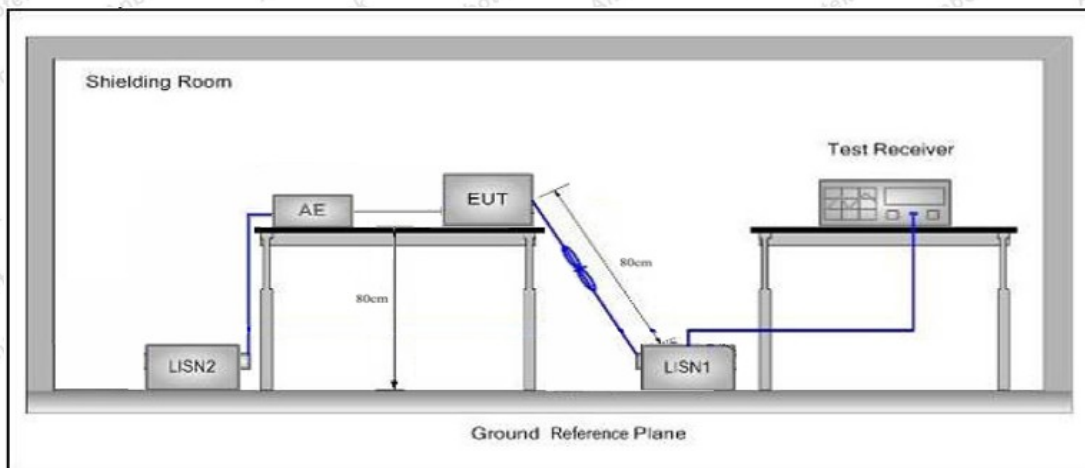 Shielding Room
Test Receiver
AE
EUT
80cm
80cm
LISN2
LISN1
Ground Reference Plane